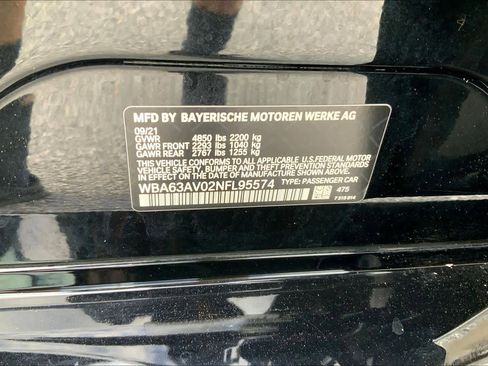 MFD BY BAYERISCHE MOTOREN WERKE AG
09/21
GVWR 4850 lbs 2200 kg
GAWR FRONT 2293 lbs 1040 kg
GAWR REAR 2767 lbs 1255 kg
THIS VEHICLE CONFORMS TO ALL APPLICABLE U.S. FEDERAL MOTOR
VEHICLE SAFETY, BUMPER, AND THEFT PREVENTION STANDARDS
IN EFFECT ON THE DATE OF MANUFACTURE SHOWN ABOVE.
WBA63AV02NFL95574 TYPE: PASSENGER CAR
475